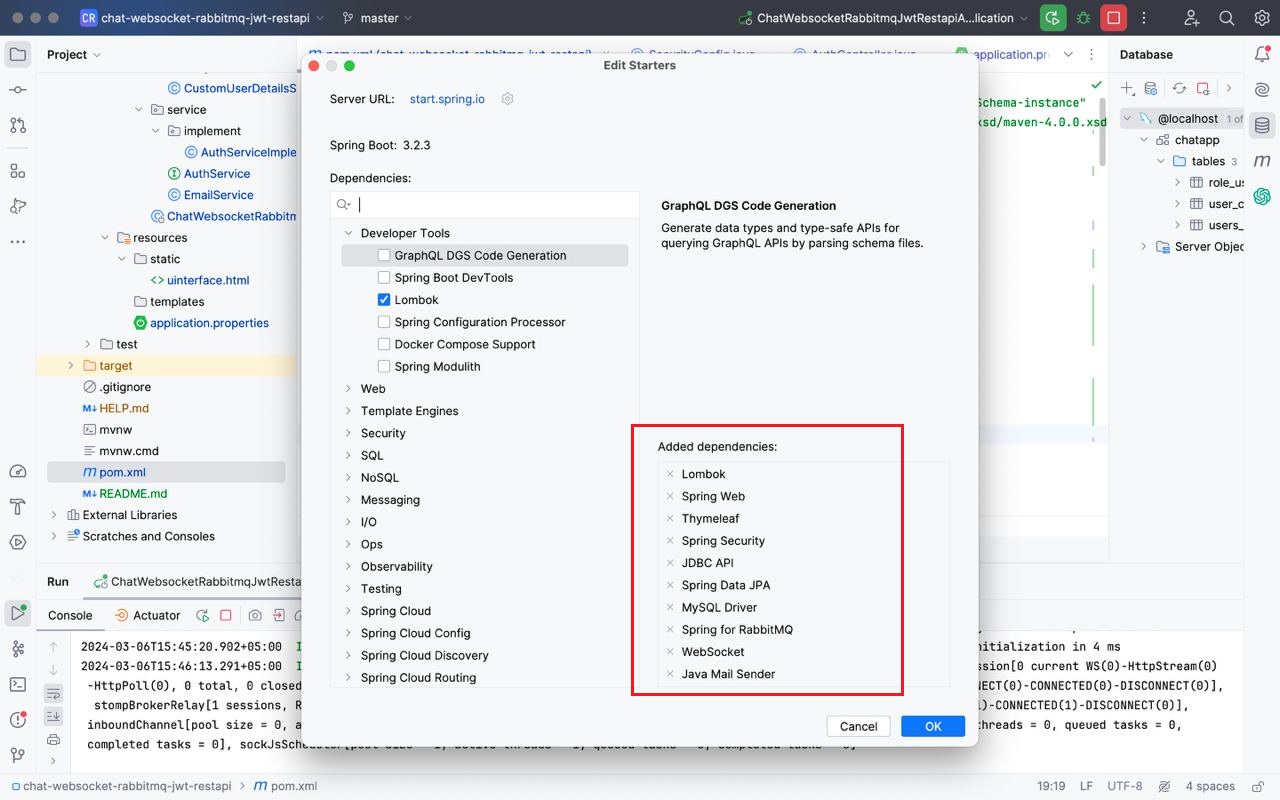 CR chat-websocket-rabbitmq-jwt-restapi
master
ChatWebsocketRabbitmqJwtRestapiA...lication
Project
CustomUserDetailsS
service
implement
AuthServiceImple
AuthService
EmailService
ChatWebsocketRabbitm
resources
static
uinterface.html
templates
application.properties
test
target
.gitignore
HELP.md
mvnw
mvnw.cmd
pom.xml
README.md
External Libraries
Scratches and Consoles
application.pr
Schema-instance"
xsd/maven-4.0.0.xsd
Edit Starters
Server URL: start.spring.io
Spring Boot: 3.2.3
Dependencies:
Developer Tools
GraphQL DGS Code Generation
Spring Boot DevTools
Lombok
Spring Configuration Processor
Docker Compose Support
Spring Modulith
Web
Template Engines
Security
SQL
NoSQL
Messaging
I/O
Ops
Observability
Testing
Spring Cloud
Spring Cloud Config
Spring Cloud Discovery
Spring Cloud Routing
GraphQL DGS Code Generation
Generate data types and type-safe APIs for
querying GraphQL APIs by parsing schema files.
Added dependencies:
Lombok
Spring Web
Thymeleaf
Spring Security
JDBC API
Spring Data JPA
MySQL Driver
Spring for RabbitMQ
WebSocket
Java Mail Sender
Cancel
OK
Database
@localhost 1 of
chatapp
tables 3
role_us
user_c
users_
Server Objec
Run
ChatWebsocketRabbitmqJwtResta
Console
Actuator
2024-03-06T15:45:20.902+05:00 I
nitialization in 4 ms
2024-03-06T15:46:13.291+05:00 I
ssion[0 current WS(0)-HttpStream(0)
-HttpPoll(0), 0 total, 0 closed
NECT(0)-CONNECTED(0)-DISCONNECT(0)],
stompBrokerRelay[1 sessions, R
)-CONNECTED(1)-DISCONNECT(0)],
inboundChannel[pool size = 0, a
threads = 0, queued tasks = 0,
completed tasks = 0], sockJsScheduler[pool size
chat-websocket-rabbitmq-jwt-restapi
pom.xml
19:19
LF
UTF-8
4 spaces